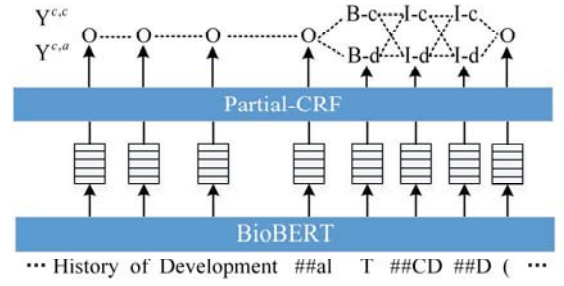 Y^{c,c} B-c I-c I-c
O O O O O
Y^{c,a} B-d I-d I-d
Partial-CRF
BioBERT
··· History of Development ##al T ##CD ##D ( ···